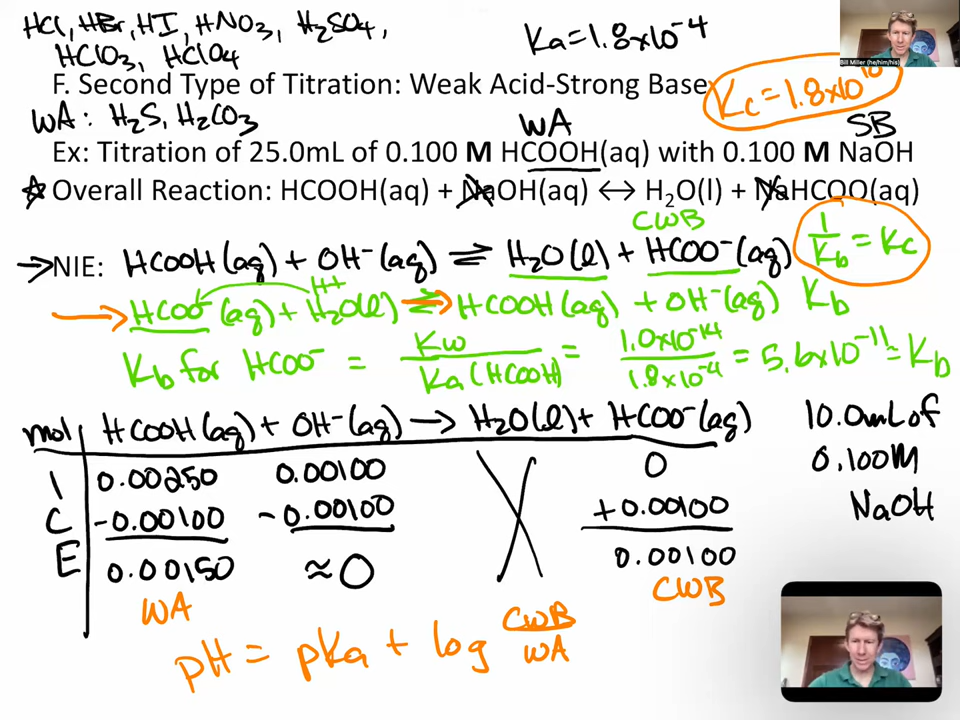 HCl, HBr, HI, HNO₃, H₂SO₄,
HClO₃, HClO₄
Ka = 1.8x10⁻⁴
Bill Miller (he/him/his)
F. Second Type of Titration: Weak Acid-Strong Base
Kc = 1.8x10¹⁰
WA: H₂S, H₂CO₃
WA
SB
Ex: Titration of 25.0mL of 0.100 M HCOOH(aq) with 0.100 M NaOH
☆ Overall Reaction: HCOOH(aq) + NaOH(aq) ↔ H₂O(l) + NaHCOO(aq)
CWB
→NIE: HCOOH(aq) + OH⁻(aq) ⇌ H₂O(l) + HCOO⁻(aq)
1/Kb = Kc
H+
HCOO⁻(aq) + H₂O(l) ⇌ HCOOH(aq) + OH⁻(aq) Kb
Kb for HCOO⁻ = Kw/Ka(HCOOH) = 1.0x10⁻¹⁴/1.8x10⁻⁴ = 5.6x10⁻¹¹ = Kb
mol HCOOH(aq) + OH⁻(aq) → H₂O(l) + HCOO⁻(aq)
10.0mL of
0.100M
NaOH
I 0.00250 0.00100 0
C -0.00100 -0.00100 +0.00100
E 0.00150 ≈0 0.00100
WA CWB
pH = pKa + log CWB/WA